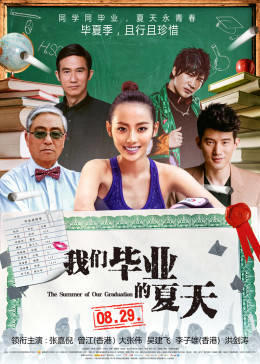 同学同毕业，夏天永青春
毕夏季，且行且珍惜
我们毕业
的夏天
The Summer of Our Graduation
08.29.
领衔主演：张嘉倪 曾江(香港) 大张伟 吴建飞 李子雄(香港) 洪剑涛